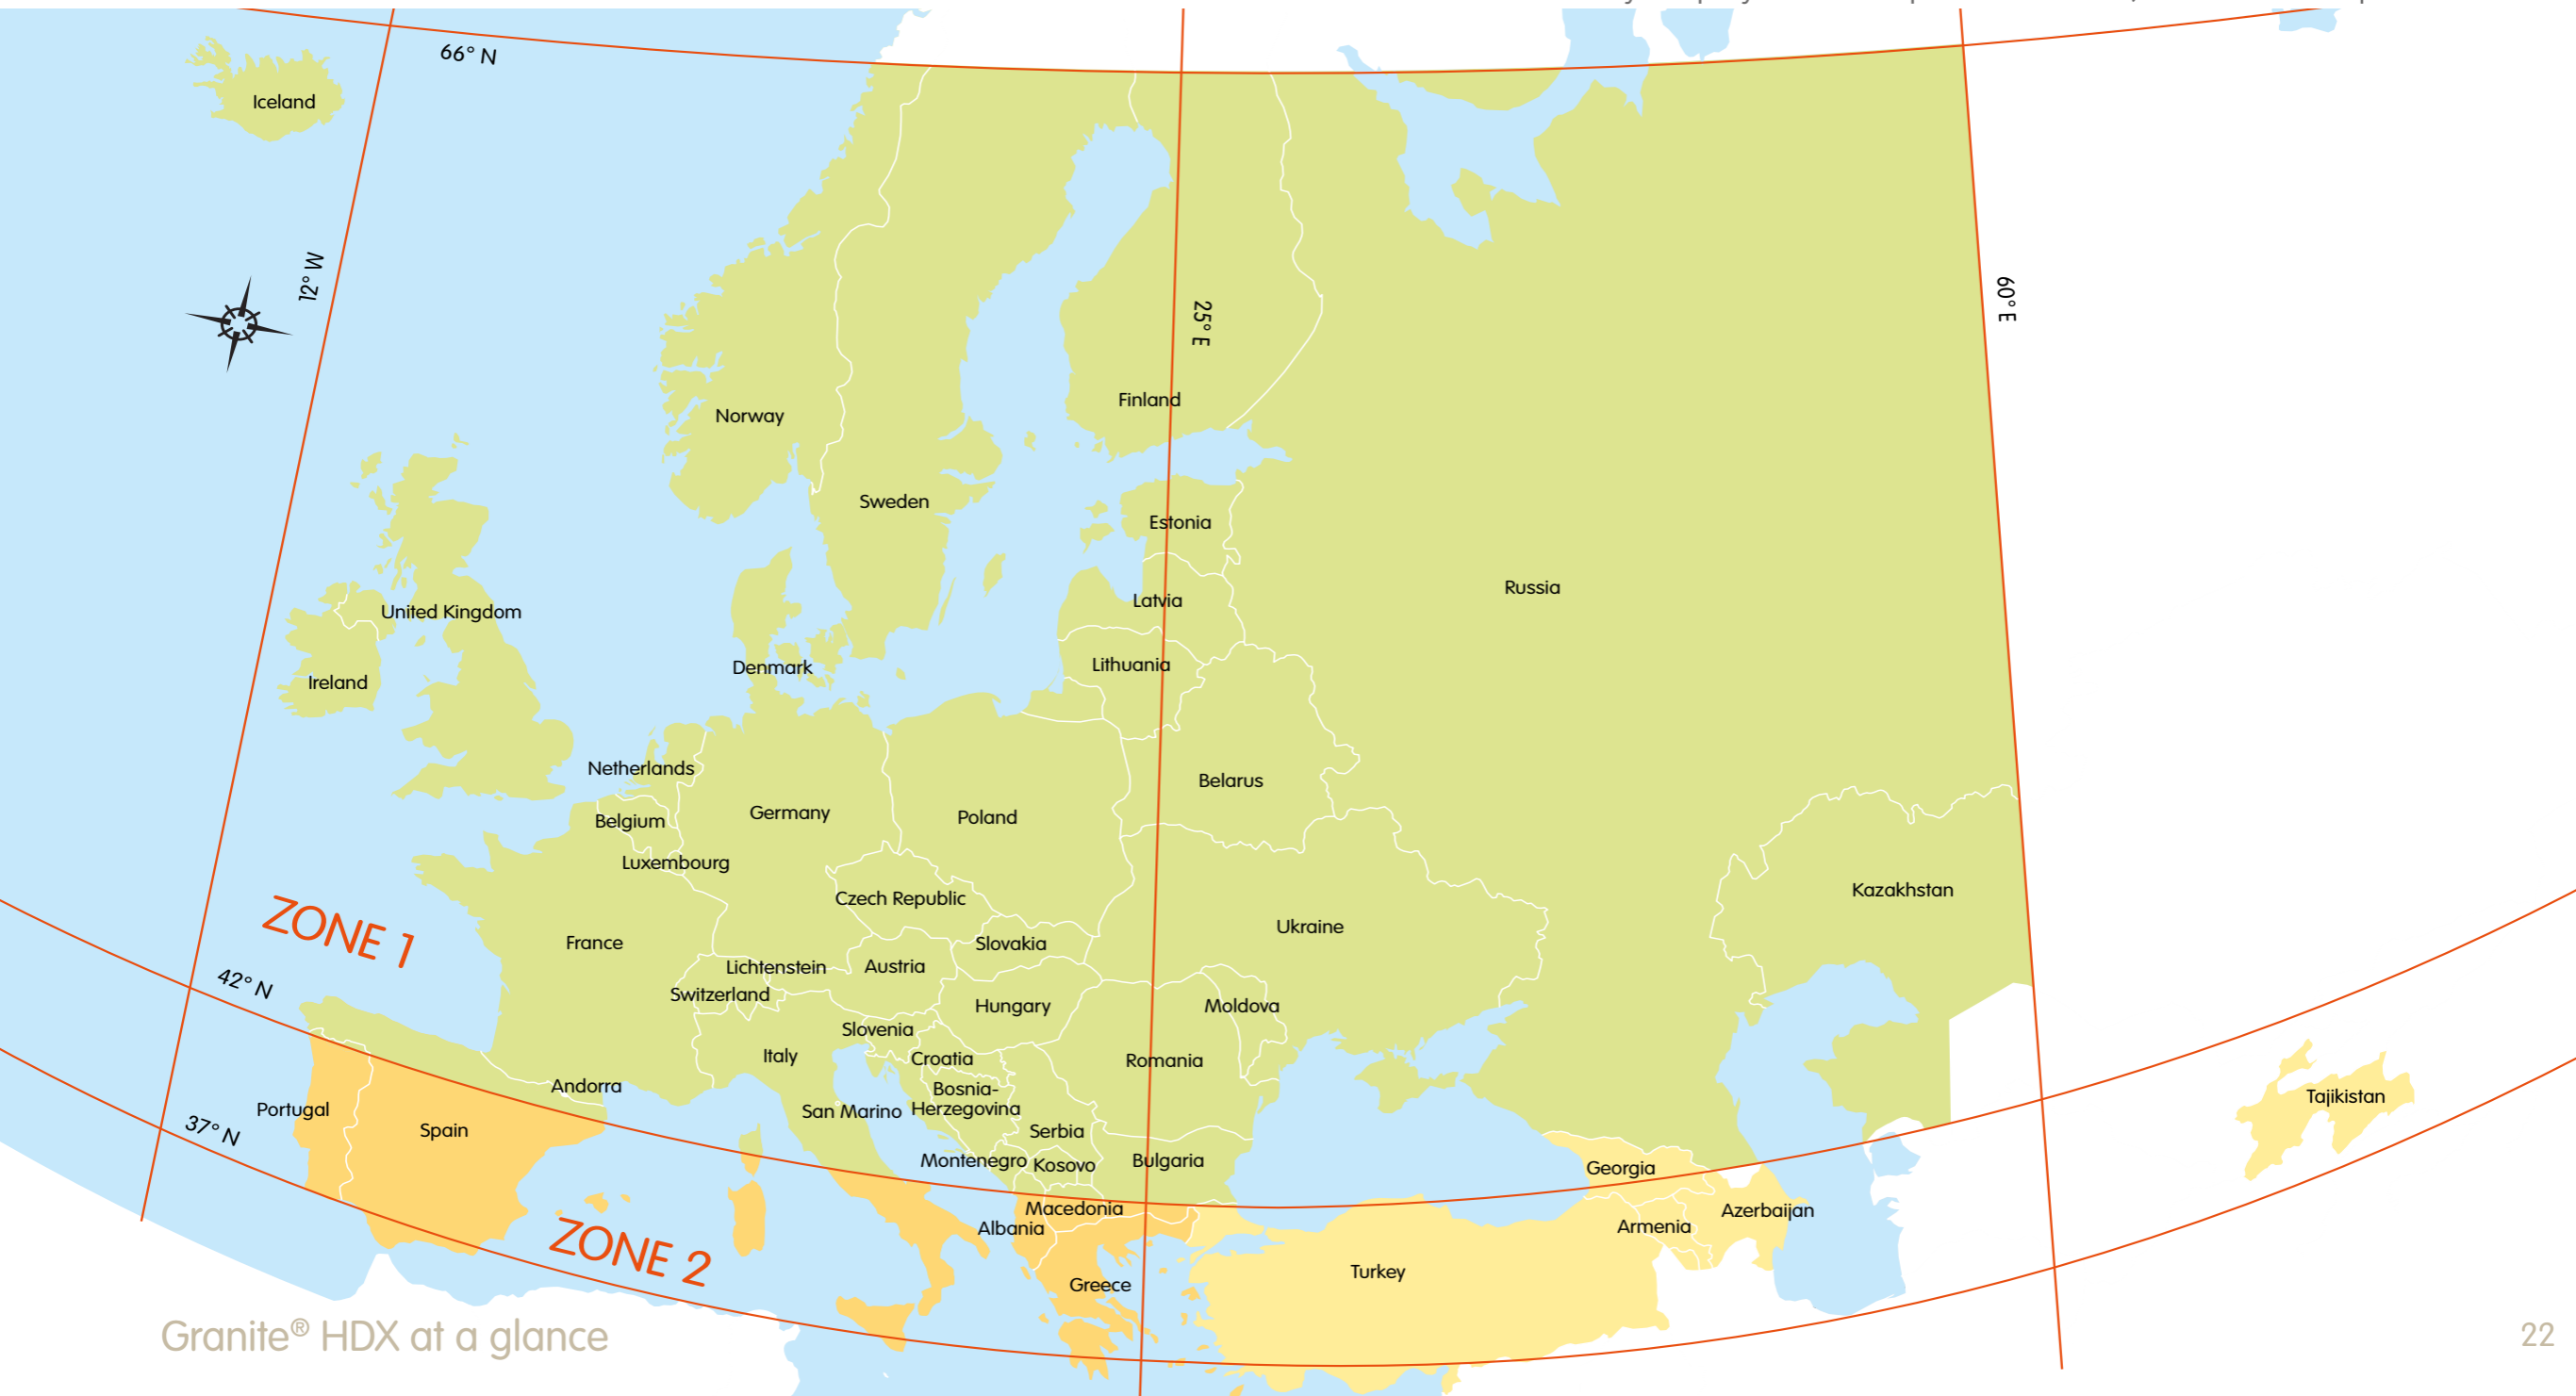 66° N
Iceland
12° W
25° E
60° E
Finland
Norway
Sweden
Estonia
Russia
Latvia
United Kingdom
Lithuania
Denmark
Ireland
Netherlands
Belarus
Germany
Poland
Belgium
Luxembourg
Kazakhstan
Czech Republic
ZONE 1
Ukraine
France
Slovakia
Lichtenstein
Austria
42° N
Switzerland
Hungary
Moldova
Slovenia
Italy
Croatia
Romania
Andorra
Bosnia-
Herzegovina
Tajikistan
Portugal
San Marino
37° N
Spain
Serbia
Montenegro
Kosovo
Bulgaria
Georgia
Macedonia
Azerbaijan
Albania
Armenia
ZONE 2
Turkey
Greece
Granite® HDX at a glance
22